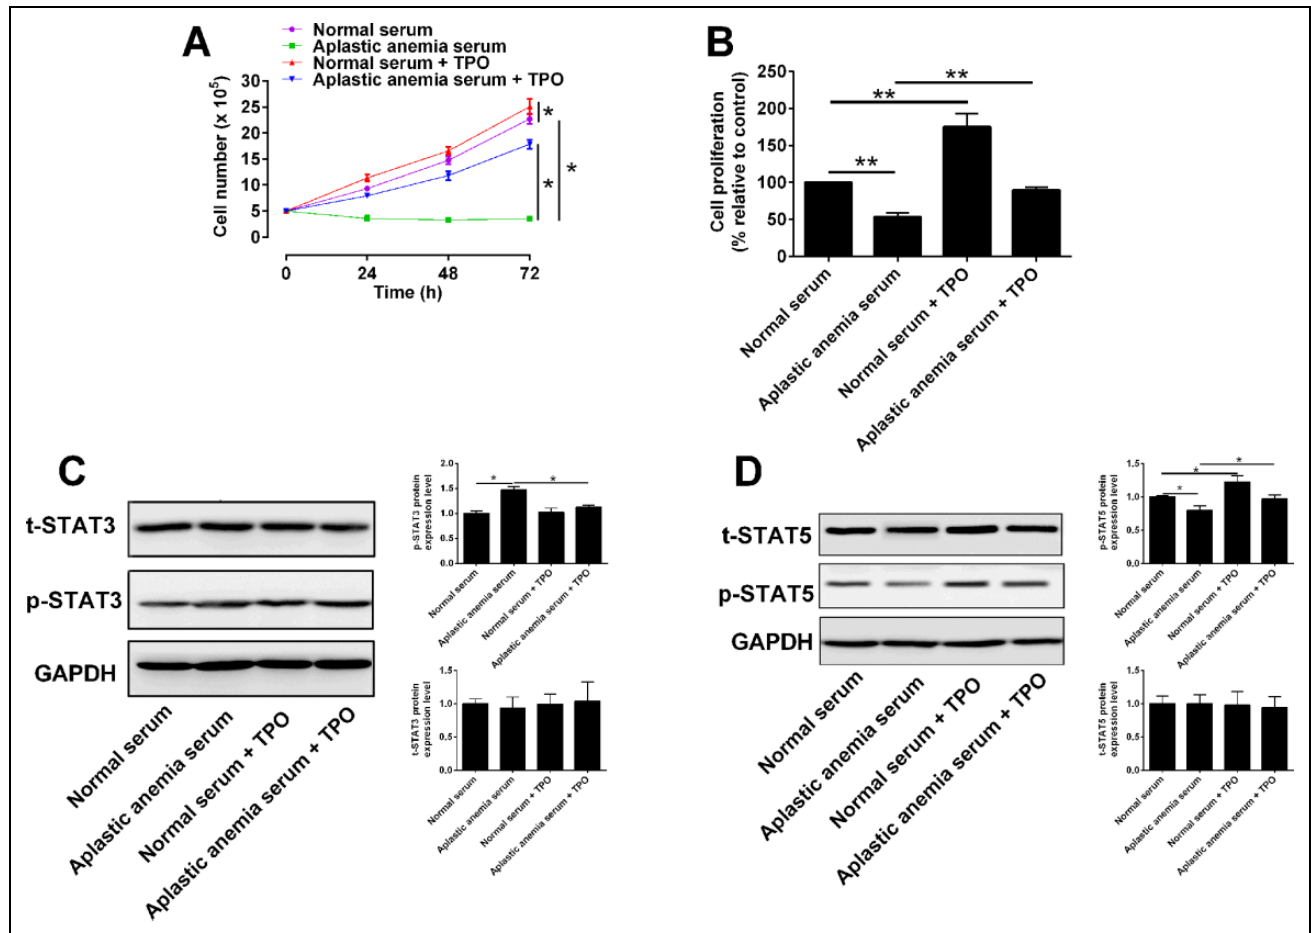 A
Normal serum
Aplastic anemia serum
Normal serum + TPO
Aplastic anemia serum + TPO
Cell number (x 10⁵)
30
25
20
15
10
5
0
*
*
*
0 24 48 72
Time (h)
B
Cell proliferation
(% relative to control)
250
200
150
100
50
0
**
**
**
Normal serum
Aplastic anemia serum
Normal serum + TPO
Aplastic anemia serum + TPO
C
t-STAT3
p-STAT3
GAPDH
Normal serum
Aplastic anemia serum
Normal serum + TPO
Aplastic anemia serum + TPO
p-STAT3 protein
expression level
2.0
1.5
1.0
0.5
0.0
*
*
Normal serum
Aplastic anemia serum
Normal serum + TPO
Aplastic anemia serum + TPO
t-STAT3 protein
expression level
1.5
1.0
0.5
0.0
Normal serum
Aplastic anemia serum
Normal serum + TPO
Aplastic anemia serum + TPO
D
t-STAT5
p-STAT5
GAPDH
Normal serum
Aplastic anemia serum
Normal serum + TPO
Aplastic anemia serum + TPO
p-STAT5 protein
expression level
1.5
1.0
0.5
0.0
*
*
*
Normal serum
Aplastic anemia serum
Normal serum + TPO
Aplastic anemia serum + TPO
t-STAT5 protein
expression level
1.5
1.0
0.5
0.0
Normal serum
Aplastic anemia serum
Normal serum + TPO
Aplastic anemia serum + TPO